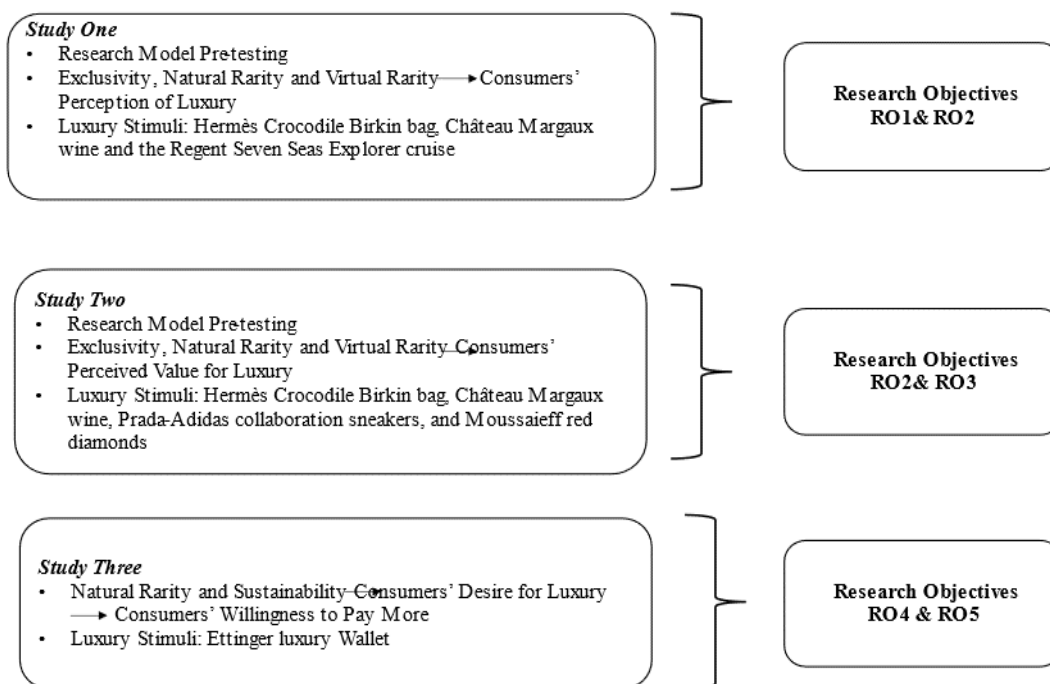 Study One
• Research Model Pretesting
• Exclusivity, Natural Rarity and Virtual Rarity → Consumers'
Perception of Luxury
• Luxury Stimuli: Hermès Crocodile Birkin bag, Château Margaux
wine and the Regent Seven Seas Explorer cruise
Research Objectives
RO1& RO2
Study Two
• Research Model Pretesting
• Exclusivity, Natural Rarity and Virtual Rarity → Consumers'
Perceived Value for Luxury
• Luxury Stimuli: Hermès Crocodile Birkin bag, Château Margaux
wine, Prada-Adidas collaboration sneakers, and Moussaieff red
diamonds
Research Objectives
RO2& RO3
Study Three
• Natural Rarity and Sustainability → Consumers' Desire for Luxury
→ Consumers' Willingness to Pay More
• Luxury Stimuli: Ettinger luxury Wallet
Research Objectives
RO4 & RO5